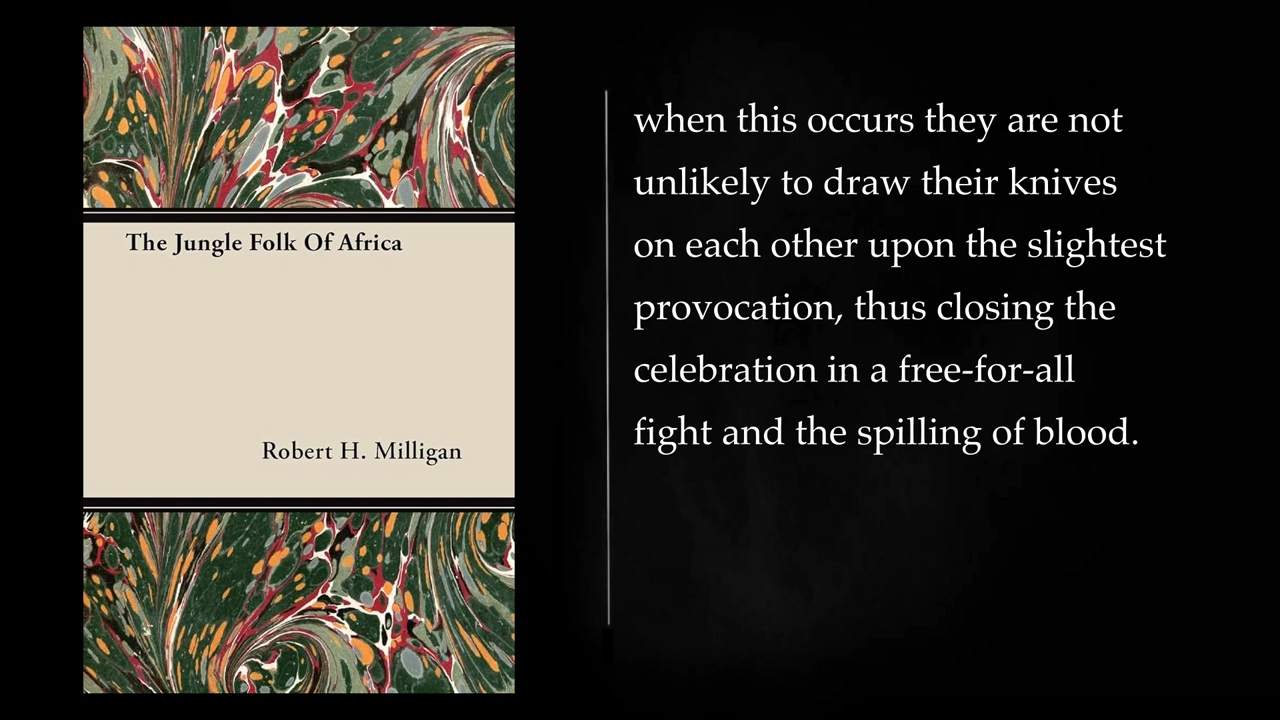 The Jungle Folk Of Africa
Robert H. Milligan
when this occurs they are not
unlikely to draw their knives
on each other upon the slightest
provocation, thus closing the
celebration in a free-for-all
fight and the spilling of blood.